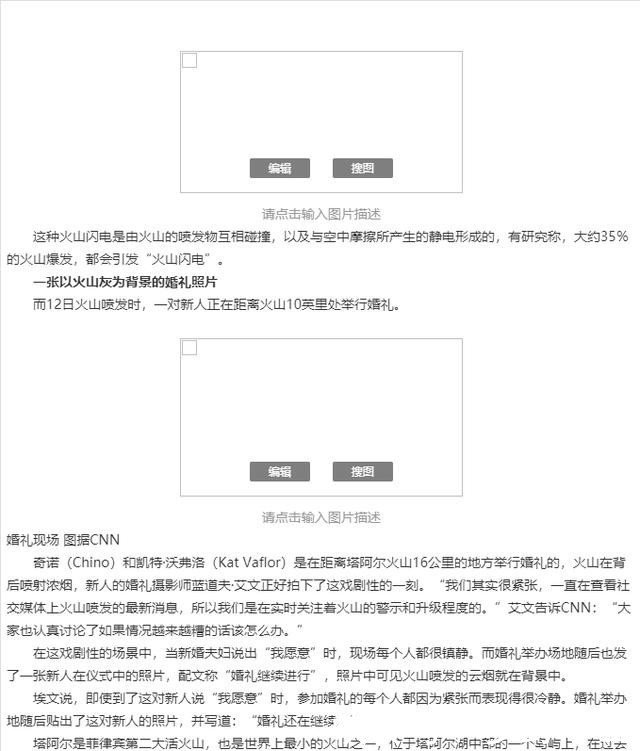 编辑 搜图
请点击输入图片描述
这种火山闪电是由火山的喷发物互相碰撞，以及与空中摩擦所产生的静电形成的，有研究称，大约35%
的火山爆发，都会引发“火山闪电”。
一张以火山灰为背景的婚礼照片
而12日火山喷发时，一对新人正在距离火山10英里处举行婚礼。
编辑 搜图
请点击输入图片描述
婚礼现场 图据CNN
奇诺（Chino）和凯特·沃弗洛（Kat Vaflor）是在距离塔阿尔火山16公里的地方举行婚礼的，火山在背
后喷射浓烟，新人的婚礼摄影师蓝道夫·艾文正好拍下了这戏剧性的一刻。“我们其实很紧张，一直在查看社
交媒体上火山喷发的最新消息，所以我们是在实时关注着火山的警示和升级程度的。”艾文告诉CNN：“大
家也认真讨论了如果情况越来越糟的话该怎么办。”
在这戏剧性的场景中，当新婚夫妇说出“我愿意”时，现场每个人都很镇静。而婚礼举办场地随后也发
了一张新人在仪式中的照片，配文称“婚礼继续进行”，照片中可见火山喷发的云烟就在背景中。
埃文说，即使到了这对新人说“我愿意”时，参加婚礼的每个人都因为紧张而表现得很冷静。婚礼举办
地随后贴出了这对新人的照片，并写道：“婚礼还在继续
塔阿尔是菲律宾第二大活火山，也是世界上最小的火山之一，位于塔阿尔湖中部的一个岛屿上，在过去